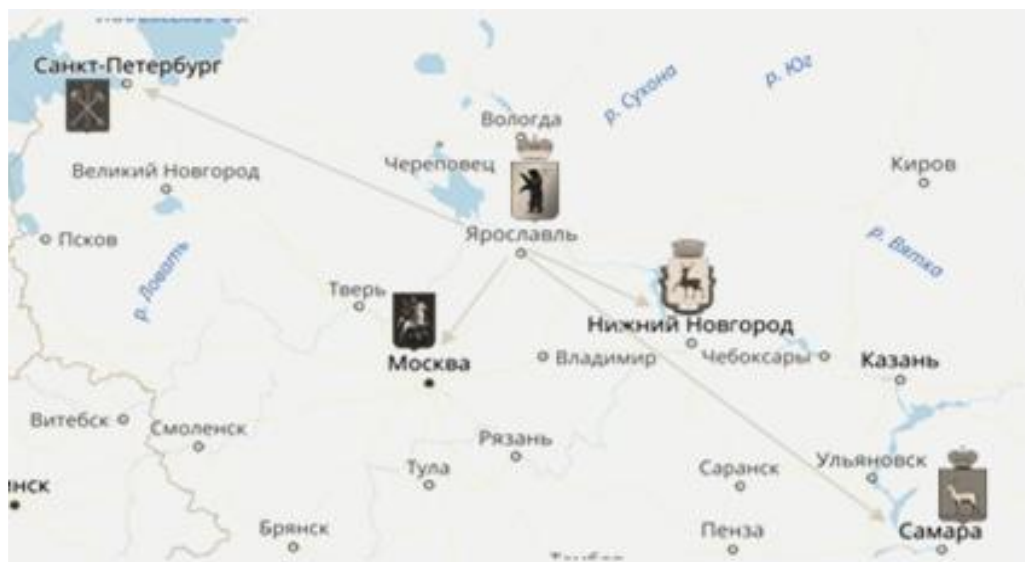 Санкт-Петербург
р. Юг
р. Сухона
Вологда
Череповец
Киров
Великий Новгород
Псков
Ярославль
р. Вятка
р. Ловать
Тверь
Нижний Новгород
Москва
Владимир
Чебоксары
Казань
Витебск
Смоленск
Рязань
Тула
Саранск
Ульяновск
нск
Брянск
Пенза
Самара